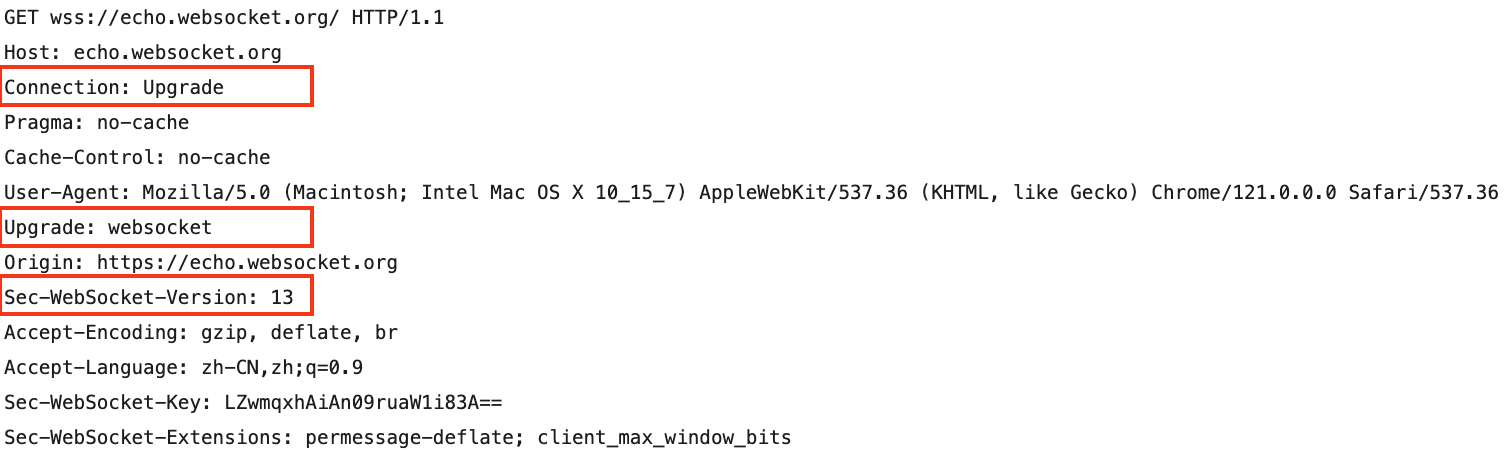 GET wss://echo.websocket.org/ HTTP/1.1
Host: echo.websocket.org
Connection: Upgrade
Pragma: no-cache
Cache-Control: no-cache
User-Agent: Mozilla/5.0 (Macintosh; Intel Mac OS X 10_15_7) AppleWebKit/537.36 (KHTML, like Gecko) Chrome/121.0.0.0 Safari/537.36
Upgrade: websocket
Origin: https://echo.websocket.org
Sec-WebSocket-Version: 13
Accept-Encoding: gzip, deflate, br
Accept-Language: zh-CN,zh;q=0.9
Sec-WebSocket-Key: LZwmqxhAiAn09ruaW1i83A==
Sec-WebSocket-Extensions: permessage-deflate; client_max_window_bits